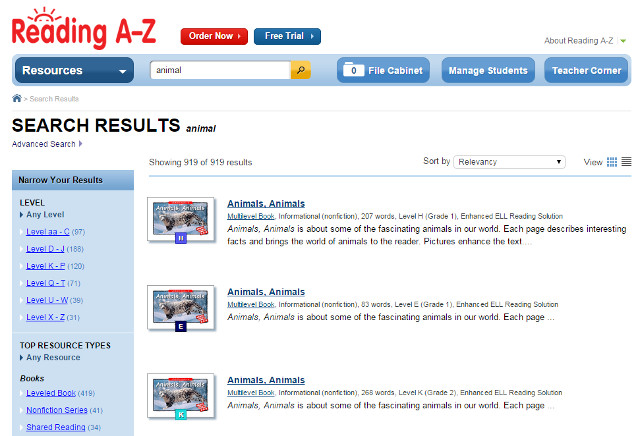 Reading A-Z
Order Now
Free Trial
About Reading A-Z
Resources
animal
0 File Cabinet
Manage Students
Teacher Corner
> Search Results
SEARCH RESULTS animal
Advanced Search
Showing 919 of 919 results
Sort by Relevancy
View
Narrow Your Results
LEVEL
Any Level
Level aa - C (97)
Level D - J (188)
Level K - P (120)
Level Q - T (71)
Level U - W (39)
Level X - Z (31)
TOP RESOURCE TYPES
Any Resource
Books
Leveled Book (419)
Nonfiction Series (41)
Shared Reading (34)
Animals, Animals
H
Animals, Animals
Multilevel Book, Informational (nonfiction), 207 words, Level H (Grade 1), Enhanced ELL Reading Solution
Animals, Animals is about some of the fascinating animals in our world. Each page describes interesting
facts and brings the world of animals to the reader. Pictures enhance the text....
Animals, Animals
E
Animals, Animals
Multilevel Book, Informational (nonfiction), 83 words, Level E (Grade 1), Enhanced ELL Reading Solution
Animals, Animals is about some of the fascinating animals in our world. Each page ...
Animals, Animals
K
Animals, Animals
Multilevel Book, Informational (nonfiction), 268 words, Level K (Grade 2), Enhanced ELL Reading Solution
Animals, Animals is about some of the fascinating animals in our world. Each page ...